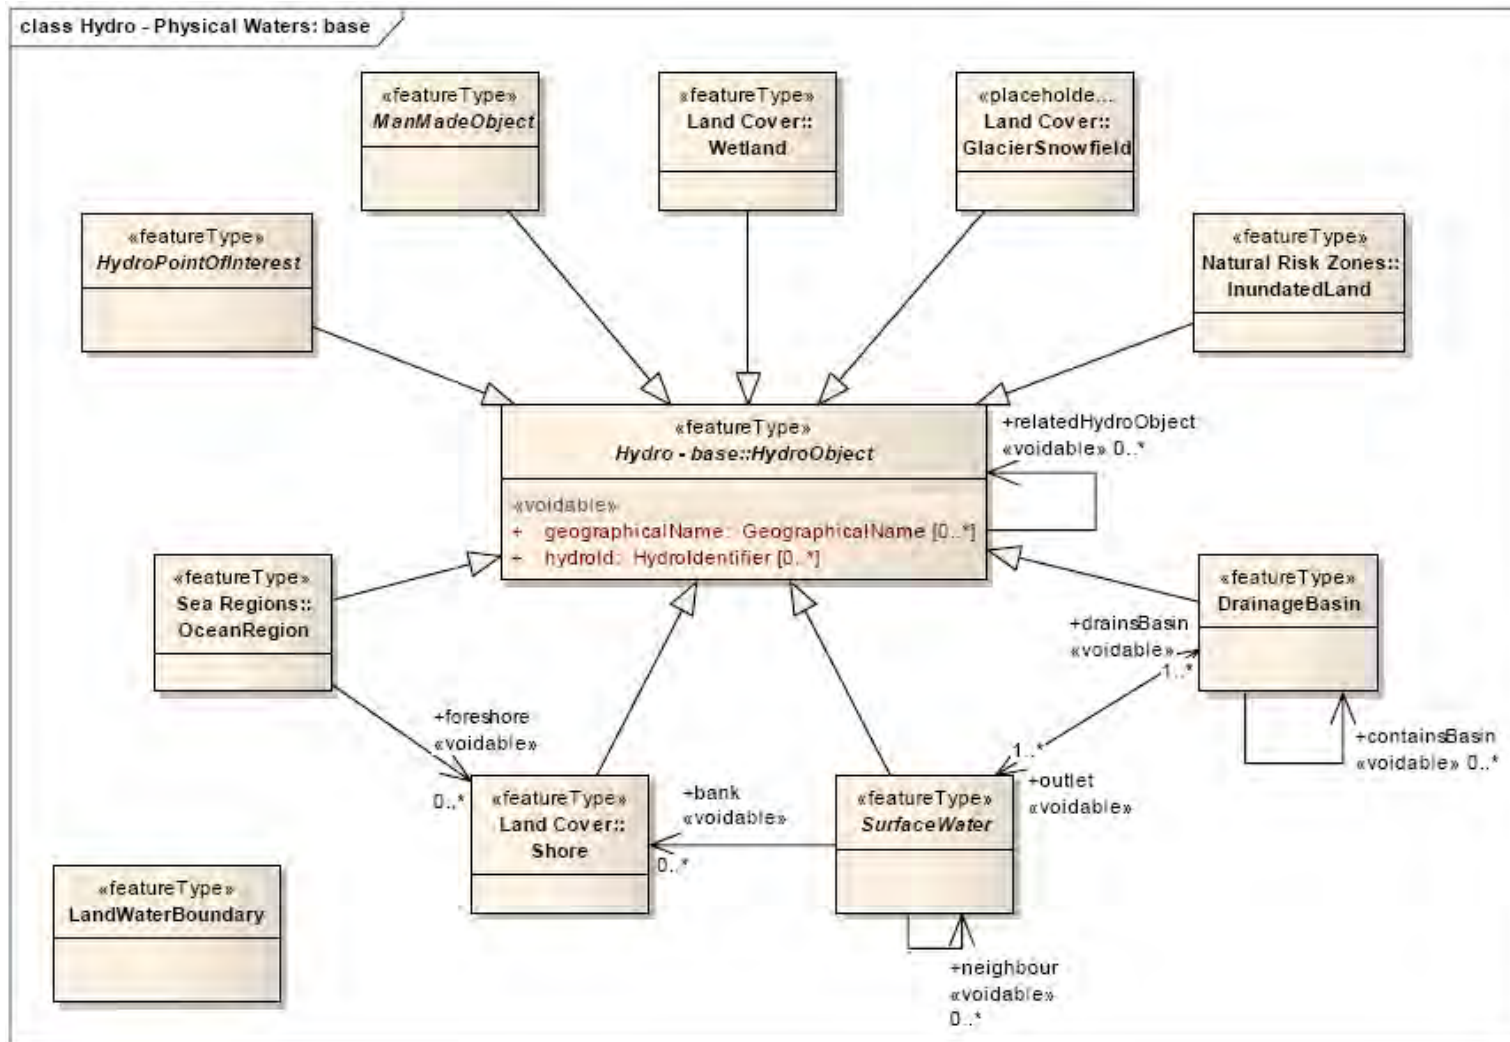 class Hydro - Physical Waters: base
«featureType»
ManMadeObject
«featureType»
Land Cover::
Wetland
«placeholde...
Land Cover::
GlacierSnowfield
«featureType»
HydroPointOfInterest
«featureType»
Natural Risk Zones::
InundatedLand
«featureType»
Hydro - base::HydroObject
«voidable»
+ geographicalName: GeographicalName [0..*]
+ hydroId: HydroIdentifier [0..*]
+relatedHydroObject
«voidable» 0..*
«featureType»
Sea Regions::
OceanRegion
«featureType»
DrainageBasin
+drainsBasin
«voidable»
1..*
+containsBasin
«voidable» 0..*
+foreshore
«voidable»
0..*
1..*
+outlet
«voidable»
«featureType»
Land Cover::
Shore
+bank
«voidable»
0..*
«featureType»
SurfaceWater
«featureType»
LandWaterBoundary
+neighbour
«voidable»
0..*